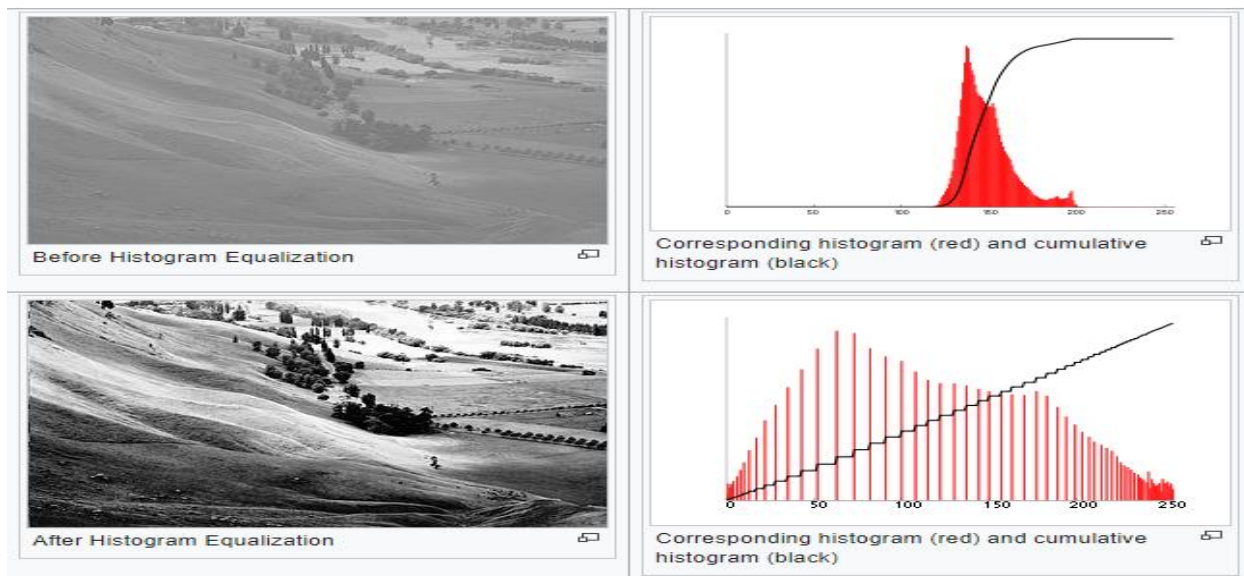 0 50 100 150 200 250
Before Histogram Equalization
Corresponding histogram (red) and cumulative
histogram (black)
0 50 100 150 200 250
After Histogram Equalization
Corresponding histogram (red) and cumulative
histogram (black)